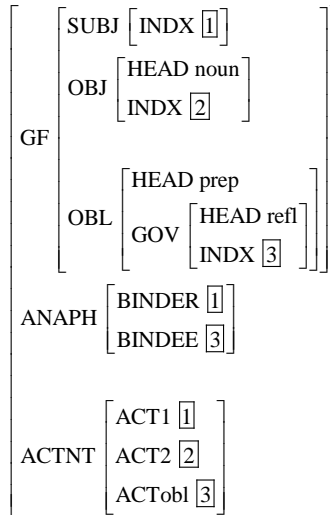 SUBJ [INDX 1]
HEAD noun
OBJ
INDX 2
GF
HEAD prep
HEAD refl
OBL
GOV
INDX 3
BINDER 1
ANAPH
BINDEE 3
ACT1 1
ACTNT ACT2 2
ACTobl 3